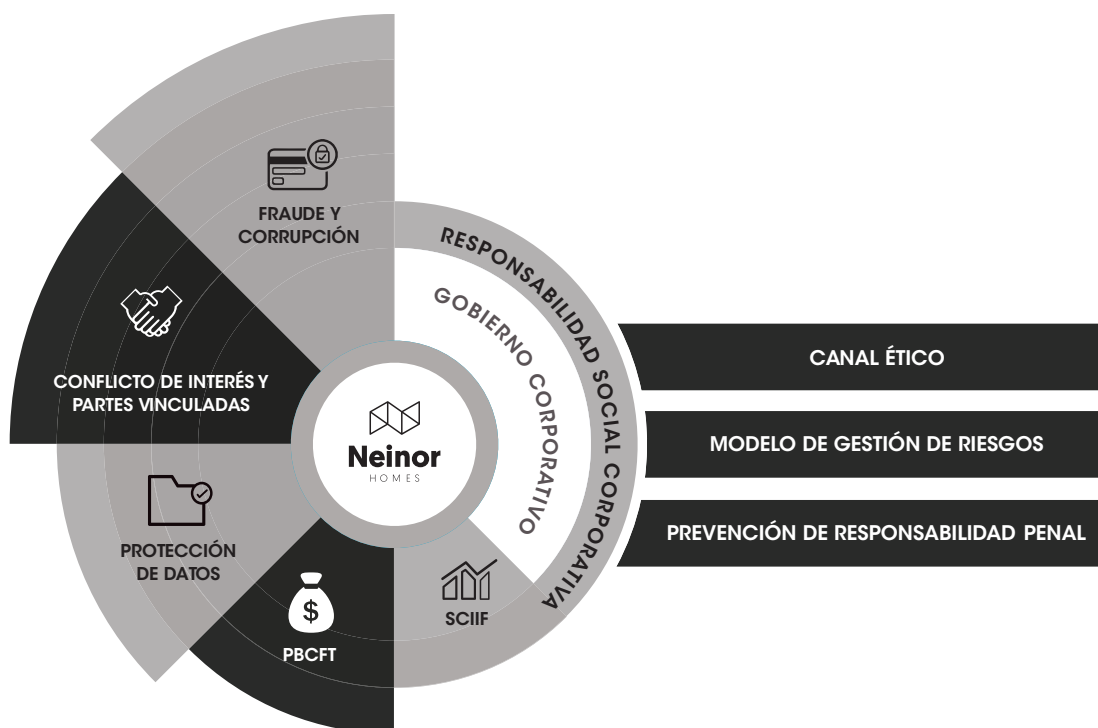 FRAUDE Y
CORRUPCIÓN
CONFLICTO DE INTERÉS Y
PARTES VINCULADAS
PROTECCIÓN
DE DATOS
$
PBCFT
SCIIF
Neinor
HOMES
GOBIERNO CORPORATIVO
RESPONSABILIDAD SOCIAL CORPORATIVA
CANAL ÉTICO
MODELO DE GESTIÓN DE RIESGOS
PREVENCIÓN DE RESPONSABILIDAD PENAL